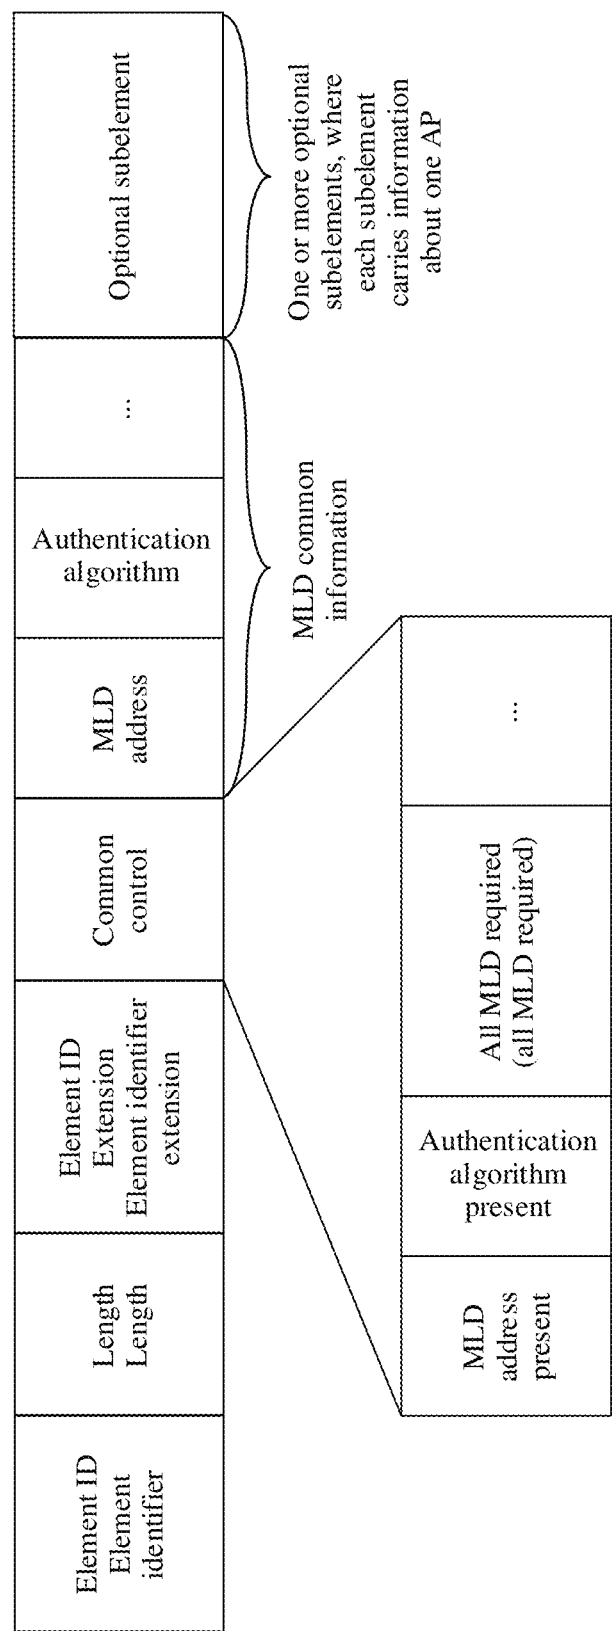 Element ID
Element
identifier
Length
Length
Element ID
Extension
Element identifier
extension
Common
control
MLD
address
Authentication
algorithm
...
Optional subelement
MLD common
information
One or more optional
subelements, where
each subelement
carries information
about one AP
MLD
address
present
Authentication
algorithm
present
All MLD required
(all MLD required)
...